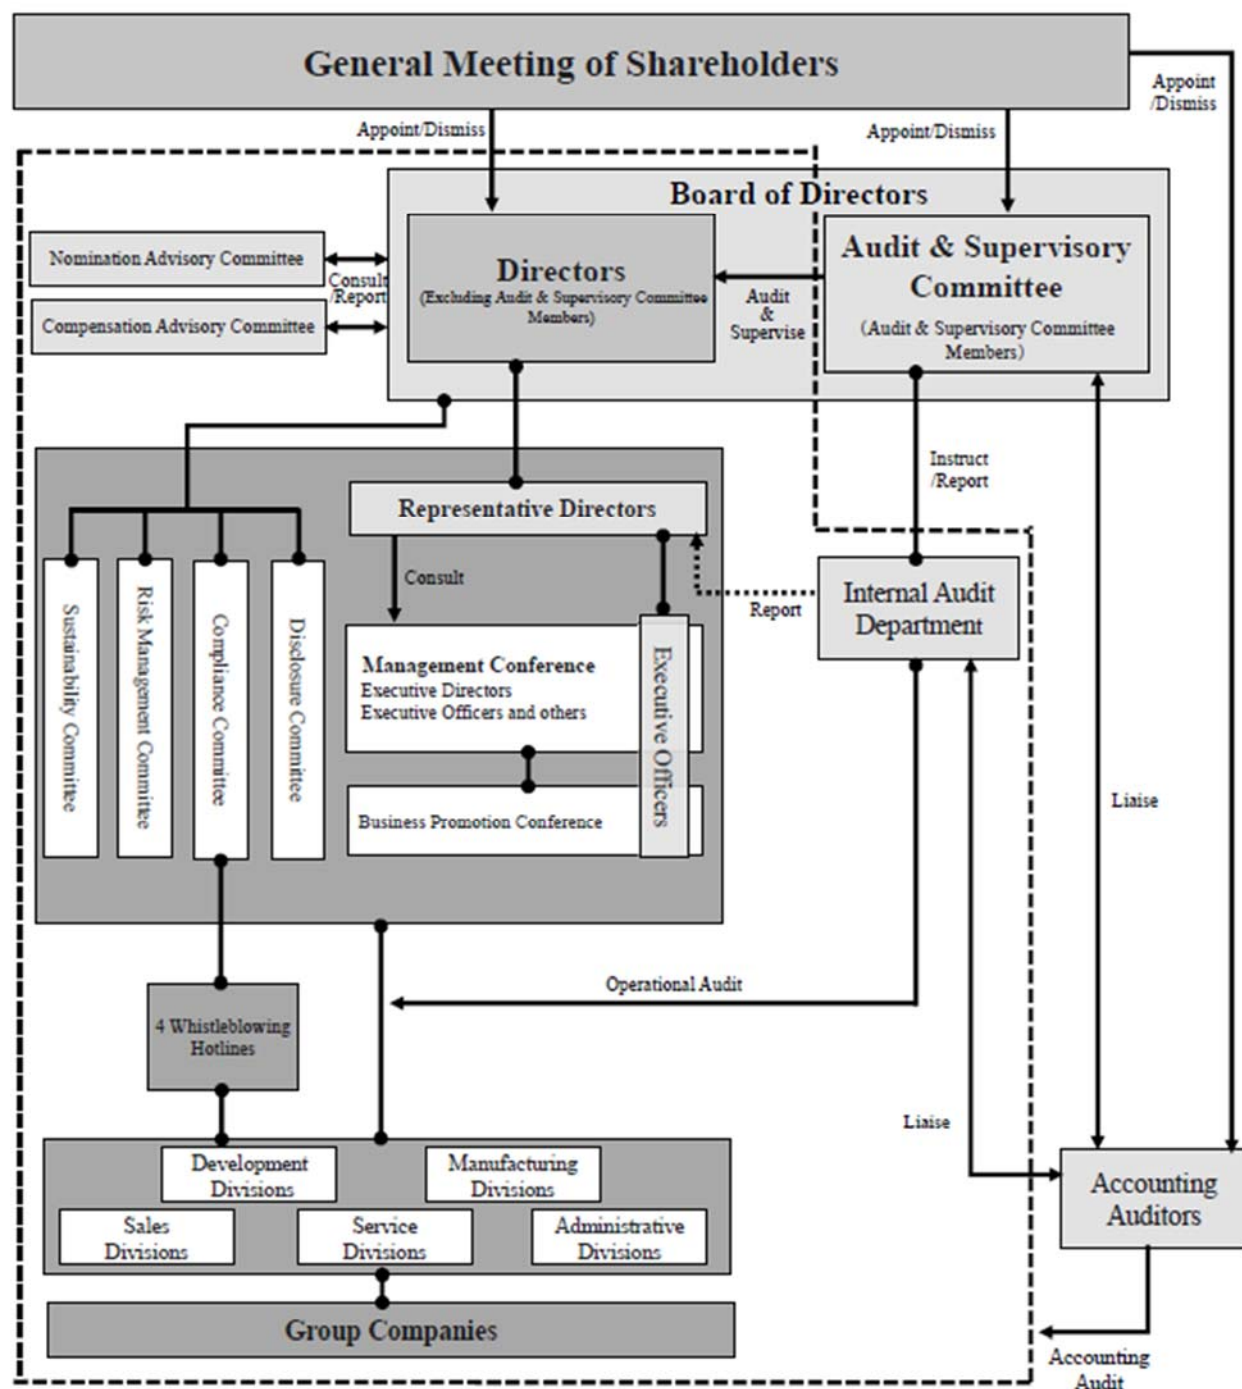 General Meeting of Shareholders
Appoint
/Dismiss
Appoint/Dismiss
Appoint/Dismiss
Board of Directors
Nomination Advisory Committee
Compensation Advisory Committee
Consult
/Report
Directors
(Excluding Audit & Supervisory Committee
Members)
Audit
&
Supervise
Audit & Supervisory
Committee
(Audit & Supervisory Committee
Members)
Instruct
/Report
Representative Directors
Consult
Report
Internal Audit
Department
Sustainability Committee
Risk Management Committee
Compliance Committee
Disclosure Committee
Management Conference
Executive Directors
Executive Officers and others
Executive Officers
Business Promotion Conference
Liaise
Operational Audit
4 Whistleblowing
Hotlines
Liaise
Development
Divisions
Manufacturing
Divisions
Sales
Divisions
Service
Divisions
Administrative
Divisions
Accounting
Auditors
Group Companies
Accounting
Audit